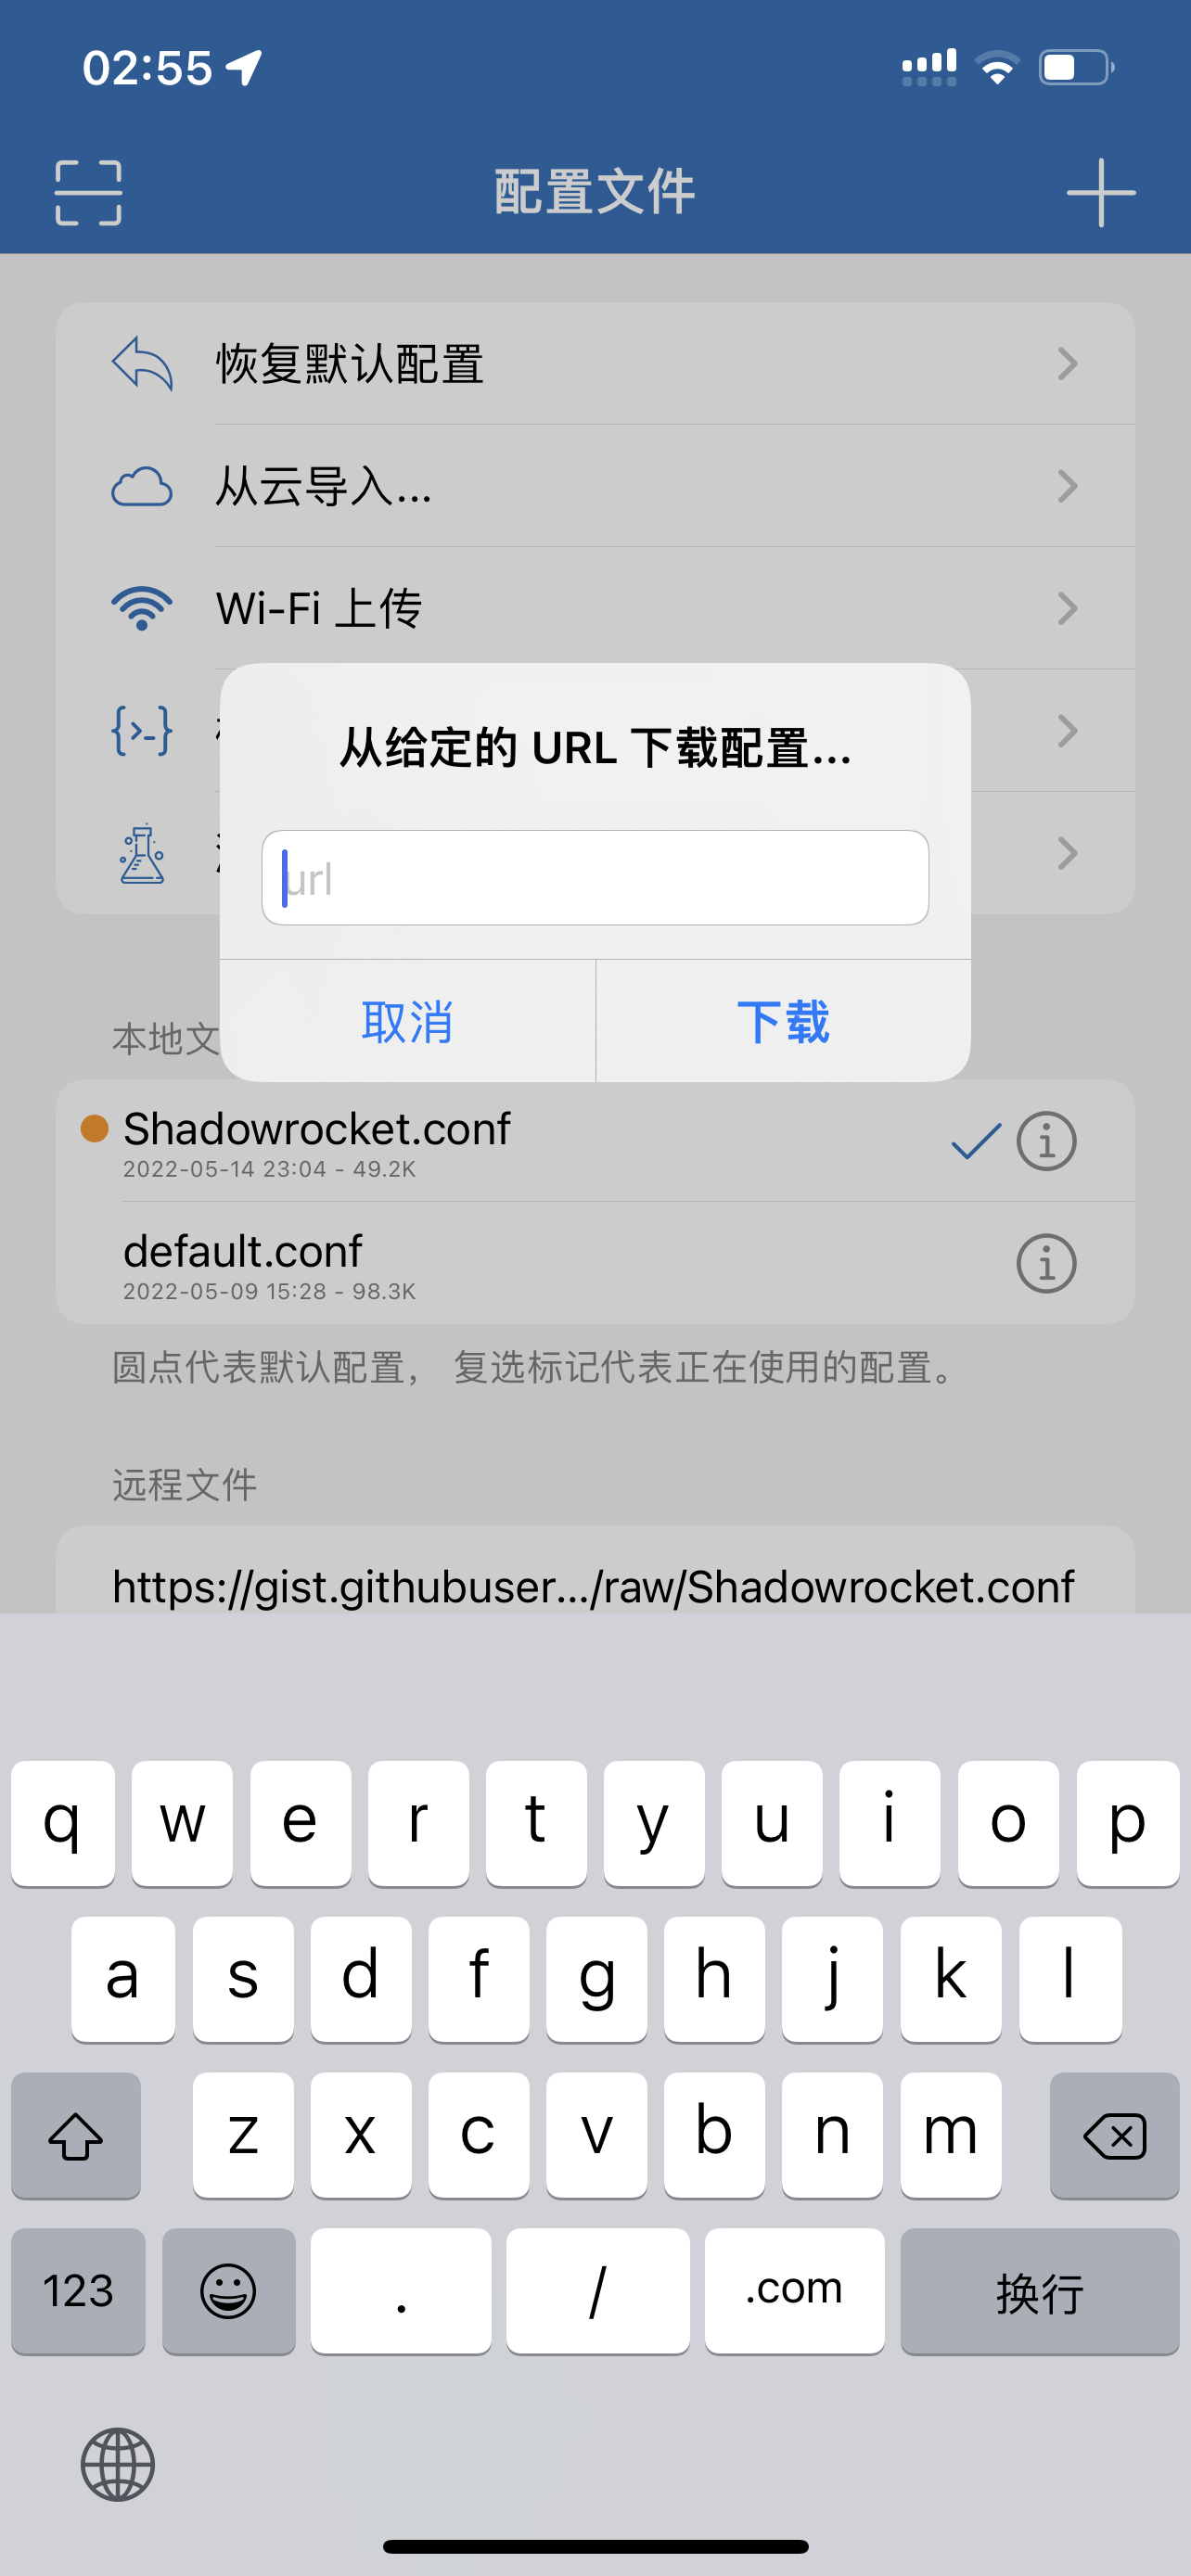 02:55
配置文件
恢复默认配置
从云导入...
Wi-Fi 上传
从给定的 URL 下载配置...
url
取消
下载
本地文
Shadowrocket.conf
2022-05-14 23:04 - 49.2K
default.conf
2022-05-09 15:28 - 98.3K
圆点代表默认配置， 复选标记代表正在使用的配置。
远程文件
https://gist.githubuser.../raw/Shadowrocket.conf
q w e r t y u i o p
a s d f g h j k l
z x c v b n m
123 . / .com 换行